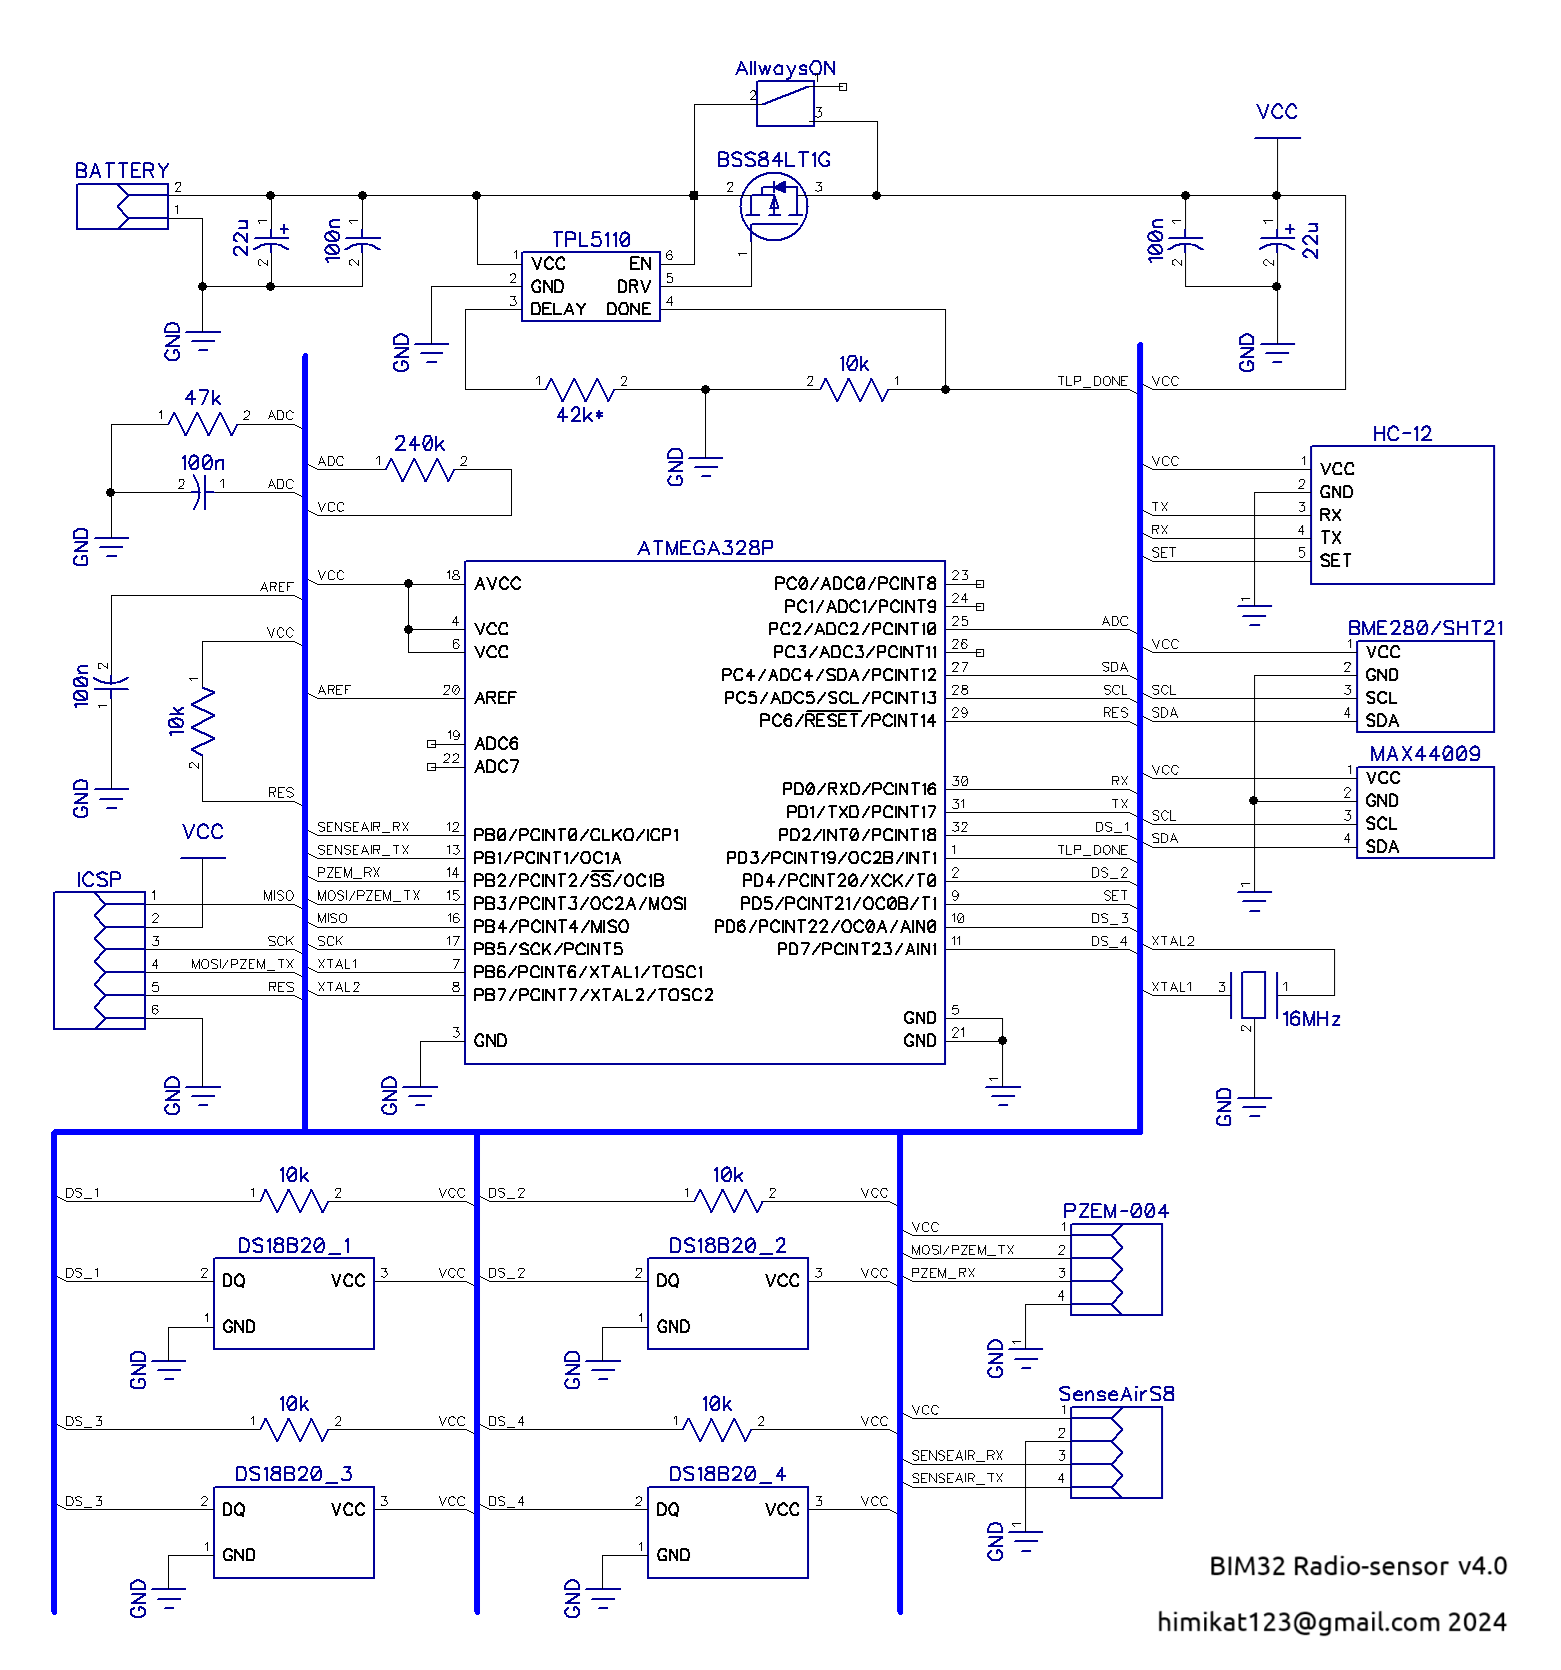 AllwaysON
1
2
3
VCC
BSS84LT1G
BATTERY
2
1
2 3
1
22u
1
2
+
100n
1
2
TPL5110
1 VCC EN 6
2 GND DRV 5
3 DELAY DONE 4
100n
1
2
22u
1
2
+
GND
GND
GND
47k
1 2 ADC
100n
2 1 ADC
GND
ADC 1 240k 2
VCC
1 42k* 2
2 10k 1
TLP_DONE
VCC
GND
HC-12
VCC 1 VCC
2 GND
TX 3 RX
RX 4 TX
SET 5 SET
1
ATMEGA328P
VCC 18 AVCC
4 VCC
6 VCC
AREF 20 AREF
19 ADC6
22 ADC7
SENSEAIR_RX 12 PB0/PCINT0/CLKO/ICP1
SENSEAIR_TX 13 PB1/PCINT1/OC1A
PZEM_RX 14 PB2/PCINT2/SS/OC1B
MOSI/PZEM_TX 15 PB3/PCINT3/OC2A/MOSI
MISO 16 PB4/PCINT4/MISO
SCK 17 PB5/SCK/PCINT5
XTAL1 7 PB6/PCINT6/XTAL1/TOSC1
XTAL2 8 PB7/PCINT7/XTAL2/TOSC2
3 GND
GND
PC0/ADC0/PCINT8 23
PC1/ADC1/PCINT9 24
PC2/ADC2/PCINT10 25 ADC
PC3/ADC3/PCINT11 26
PC4/ADC4/SDA/PCINT12 27 SDA
PC5/ADC5/SCL/PCINT13 28 SCL
PC6/RESET/PCINT14 29 RES
PD0/RXD/PCINT16 30 RX
PD1/TXD/PCINT17 31 TX
PD2/INT0/PCINT18 32 DS_1
PD3/PCINT19/OC2B/INT1 1 TLP_DONE
PD4/PCINT20/XCK/T0 2 DS_2
PD5/PCINT21/OC0B/T1 9 SET
PD6/PCINT22/OC0A/AIN0 10 DS_3
PD7/PCINT23/AIN1 11 DS_4
GND 5
GND 21
1
AREF
100n
2
1
GND
VCC
10k
1
2
RES
VCC
ICSP
1 MISO
2
3 SCK
4 MOSI/PZEM_TX
5 RES
6
GND
BME280/SHT21
VCC 1 VCC
2 GND
SCL 3 SCL
SDA 4 SDA
MAX44009
VCC 1 VCC
2 GND
SCL 3 SCL
SDA 4 SDA
1
XTAL2
XTAL1 3 1
2
16MHz
GND
DS_1 1 10k 2 VCC
DS18B20_1
DS_1 2 DQ VCC 3 VCC
1 GND
GND
DS_2 1 10k 2 VCC
DS18B20_2
DS_2 2 DQ VCC 3 VCC
1 GND
GND
PZEM-004
VCC 1
MOSI/PZEM_TX 2
PZEM_RX 3
4
1
GND
DS_3 1 10k 2 VCC
DS18B20_3
DS_3 2 DQ VCC 3 VCC
1 GND
GND
DS_4 1 10k 2 VCC
DS18B20_4
DS_4 2 DQ VCC 3 VCC
1 GND
GND
SenseAirS8
VCC 1
2
SENSEAIR_RX 3
SENSEAIR_TX 4
1
GND
BIM32 Radio-sensor v4.0
himikat123@gmail.com 2024